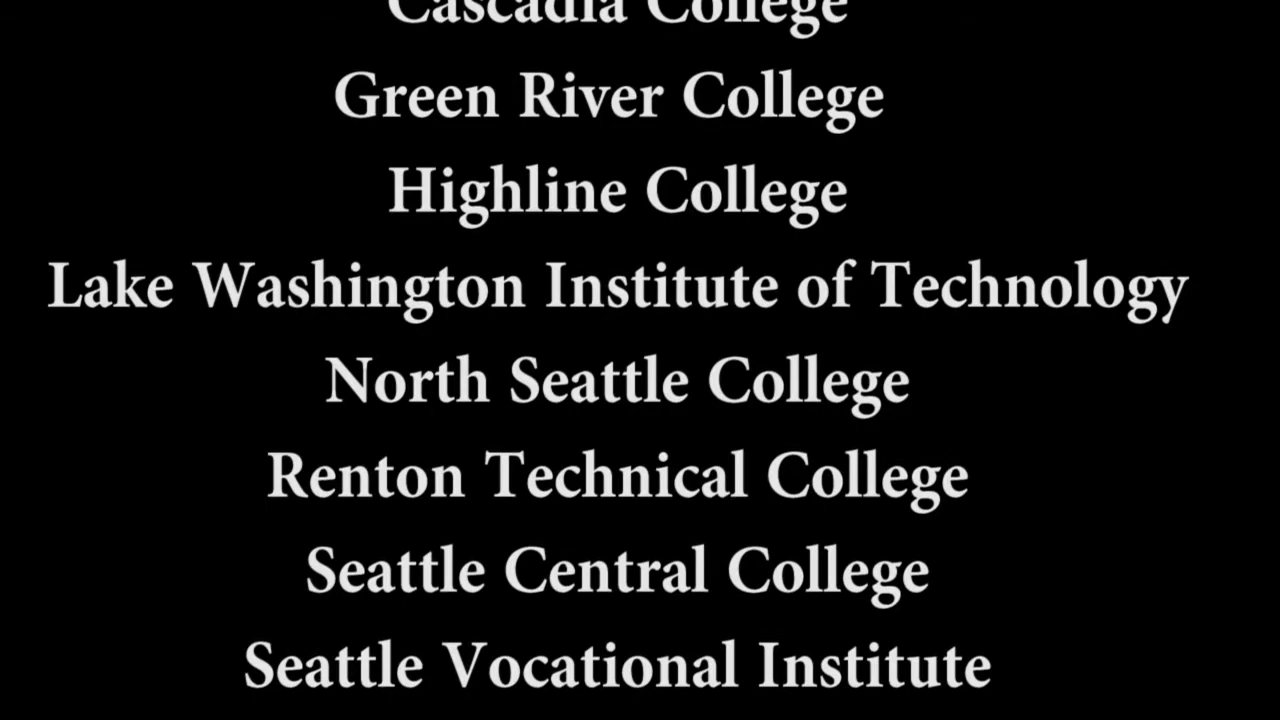 Cascadia College
Green River College
Highline College
Lake Washington Institute of Technology
North Seattle College
Renton Technical College
Seattle Central College
Seattle Vocational Institute